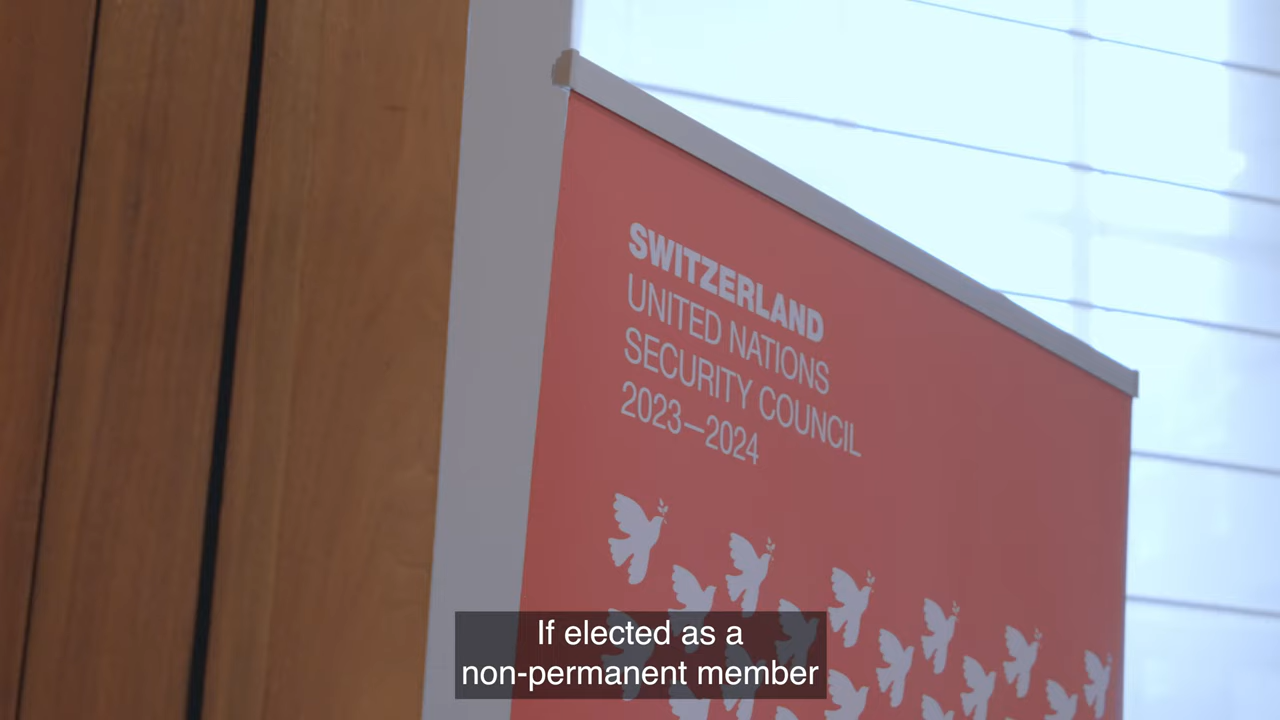 SWITZERLAND
UNITED NATIONS
SECURITY COUNCIL
2023—2024
If elected as a
non-permanent member